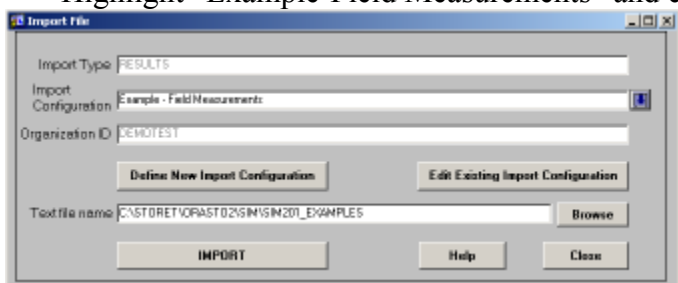 Highlight "Example-Field Measurements" and
Import File
Import Type RESULTS
Import
Configuration Example - Field Measurements
Organization ID DEMOTEST
Define New Import Configuration Edit Existing Import Configuration
Text file name C:\STORET\ORAST02\SIM\SIM201_EXAMPLES Browse
IMPORT Help Close